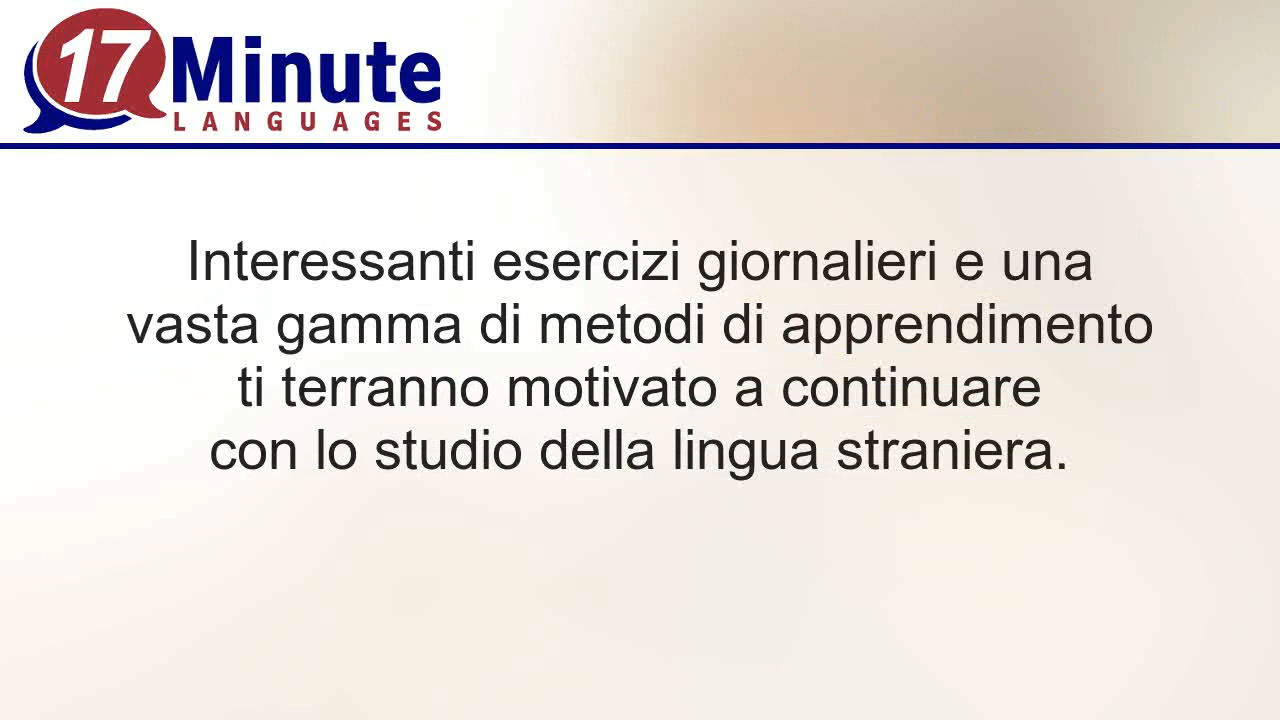 17 Minute
LANGUAGES
Interessanti esercizi giornalieri e una
vasta gamma di metodi di apprendimento
ti terranno motivato a continuare
con lo studio della lingua straniera.